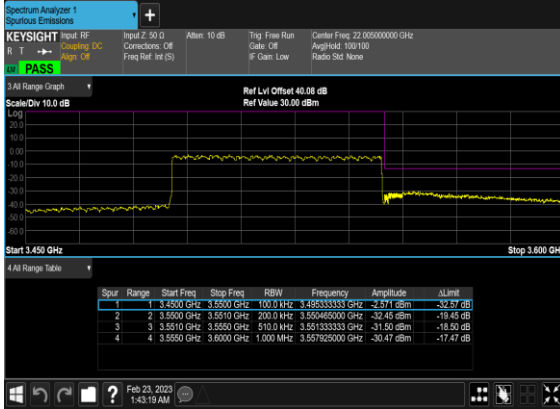 Spectrum Analyzer 1
Spurious Emissions
+
KEYSIGHT Input: RF Input Z: 50 Ω Atten: 10 dB Trig: Free Run Center Freq: 22.005000000 GHz
R T Coupling: DC Corrections: Off Gate: Off Avg|Hold: 100/100
Align: Off Freq Ref: Int (S) IF Gain: Low Radio Std: None
PASS
3 All Range Graph
Ref Lvl Offset 40.08 dB
Scale/Div 10.0 dB Ref Value 30.00 dBm
Log
20.0
10.0
0.00
-10.0
-20.0
-30.0
-40.0
-50.0
-60.0
Start 3.450 GHz Stop 3.600 GH
4 All Range Table
Spur Range Start Freq Stop Freq RBW Frequency Amplitude ΔLimit
1 1 3.4500 GHz 3.5500 GHz 100.0 kHz 3.495333333 GHz -2.571 dBm -32.57 dB
2 2 3.5500 GHz 3.5510 GHz 200.0 kHz 3.550465000 GHz -32.45 dBm -19.45 dB
3 3 3.5510 GHz 3.5550 GHz 510.0 kHz 3.551333333 GHz -31.50 dBm -18.50 dB
4 4 3.5550 GHz 3.6000 GHz 1.000 MHz 3.557925000 GHz -30.47 dBm -17.47 dB
? Feb 23, 2023
1:43:19 AM